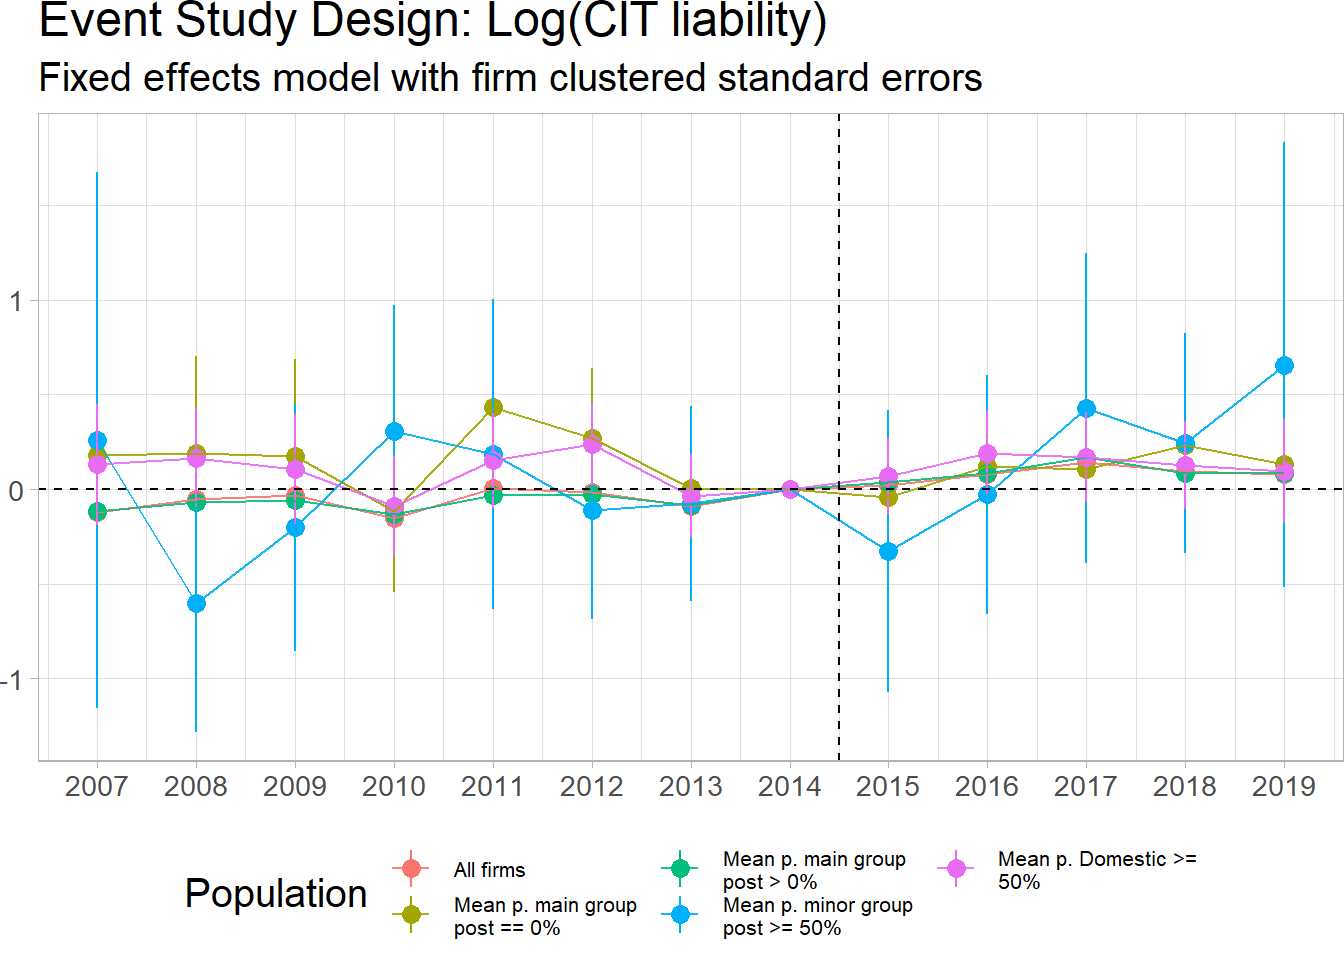 Event Study Design: Log(CIT liability)
Fixed effects model with firm clustered standard errors
1
0
-1
2007 2008 2009 2010 2011 2012 2013 2014 2015 2016 2017 2018 2019
Population
All firms
Mean p. main group
post == 0%
Mean p. main group
post > 0%
Mean p. minor group
post >= 50%
Mean p. Domestic >=
50%